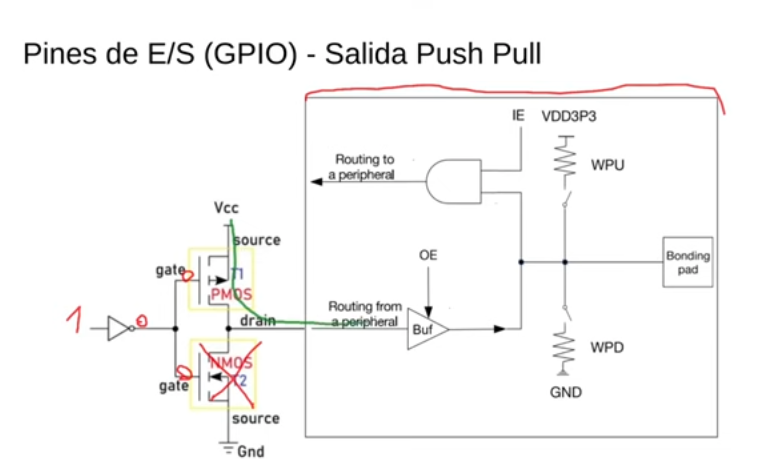 Pines de E/S (GPIO) - Salida Push Pull
IE VDD3P3
Routing to
a peripheral
WPU
Vcc
source
gate 0
T1
PMOS
OE
Bonding
pad
1
0
drain
Routing from
a peripheral
Buf
NMOS
T2
gate 0
WPD
source
GND
Gnd